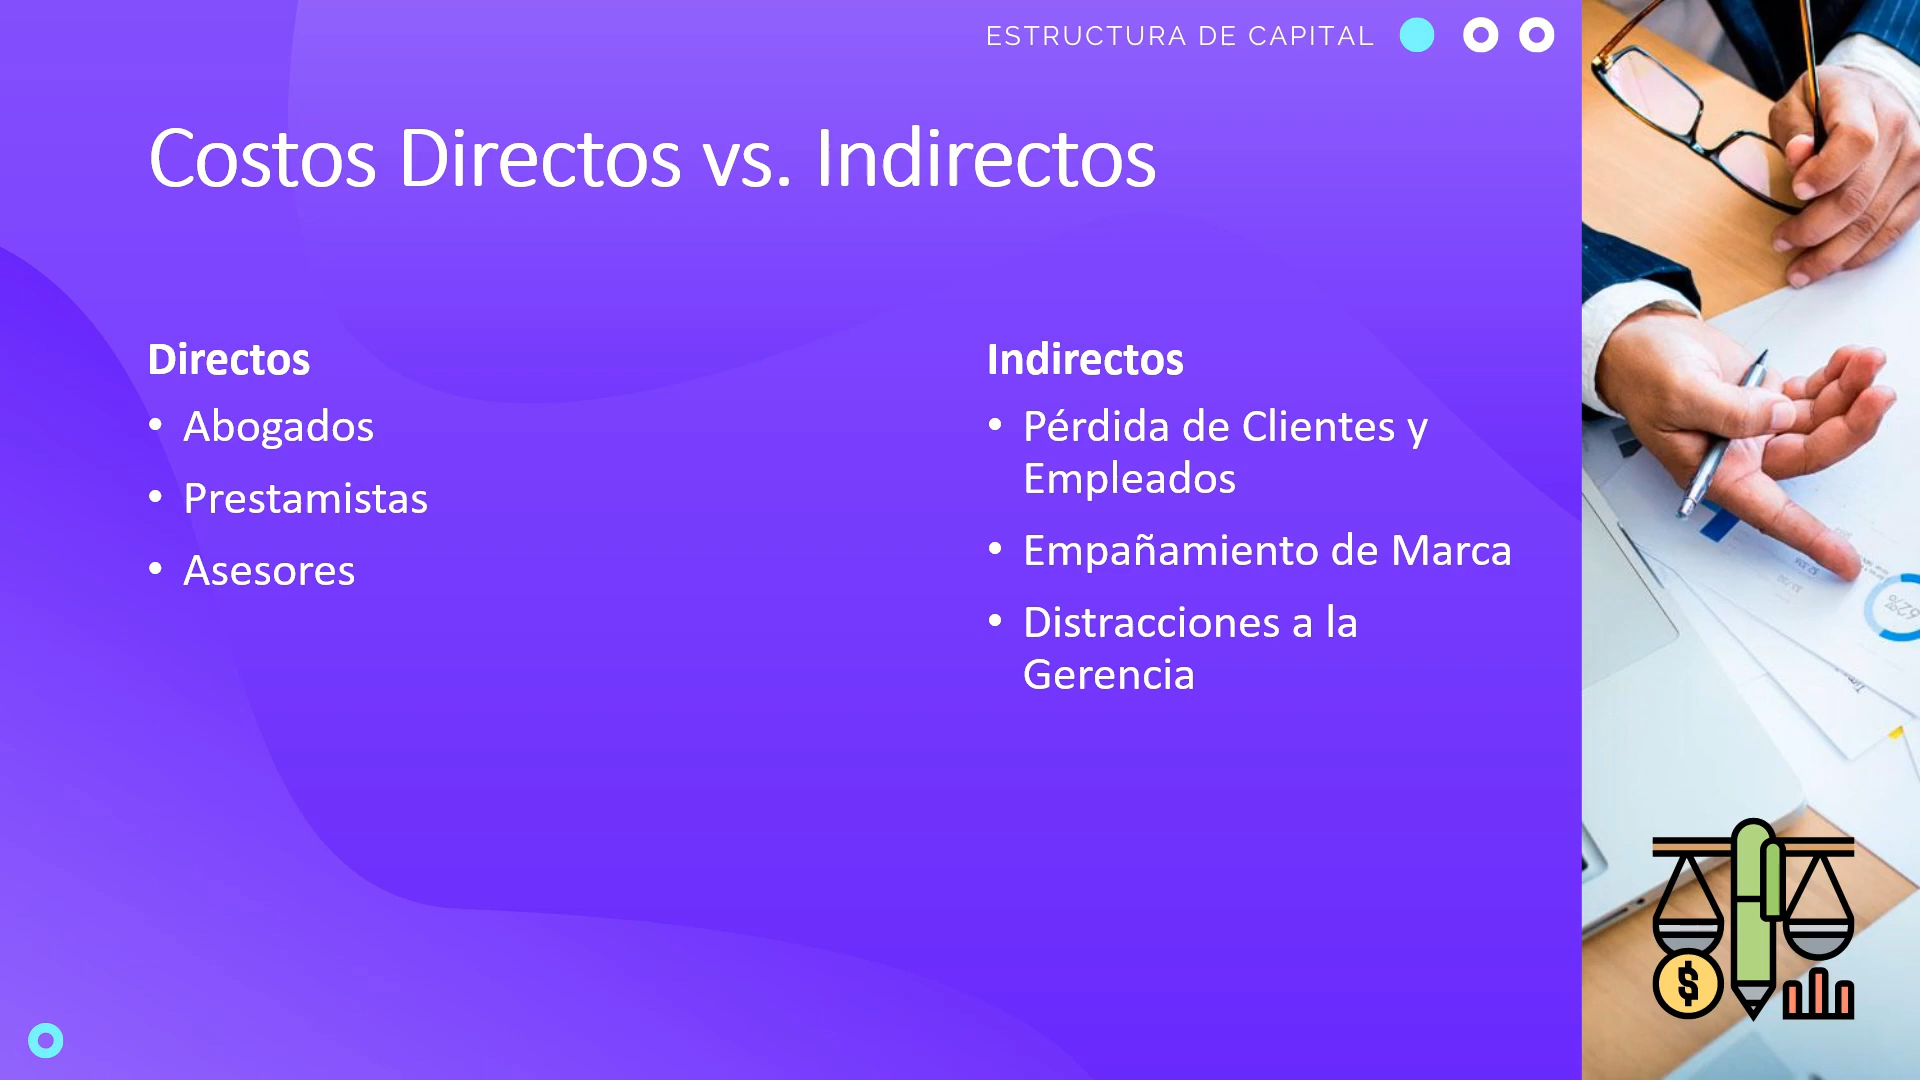 ESTRUCTURA DE CAPITAL
Costos Directos vs. Indirectos
Directos
• Abogados
• Prestamistas
• Asesores
Indirectos
• Pérdida de Clientes y
Empleados
• Empañamiento de Marca
• Distracciones a la
Gerencia
$